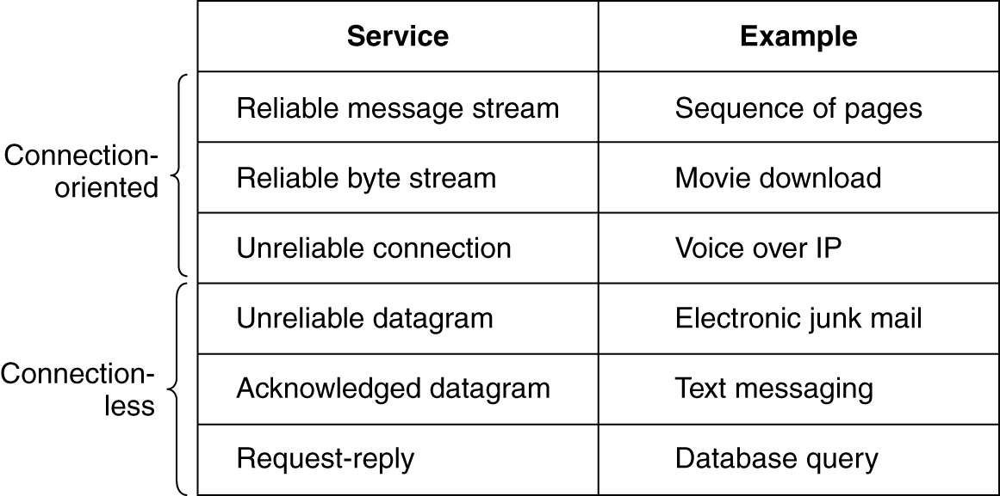 Service Example
Reliable message stream Sequence of pages
Connection-
oriented
Reliable byte stream Movie download
Unreliable connection Voice over IP
Unreliable datagram Electronic junk mail
Connection-
less
Acknowledged datagram Text messaging
Request-reply Database query